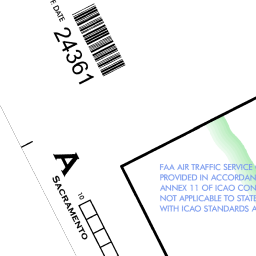 E DATE
24361
A
SACRAMENTO
10
FAA AIR TRAFFIC SERVICE
PROVIDED IN ACCORDAN
ANNEX 11 OF ICAO CON
NOT APPLICABLE TO STATE
WITH ICAO STANDARDS A